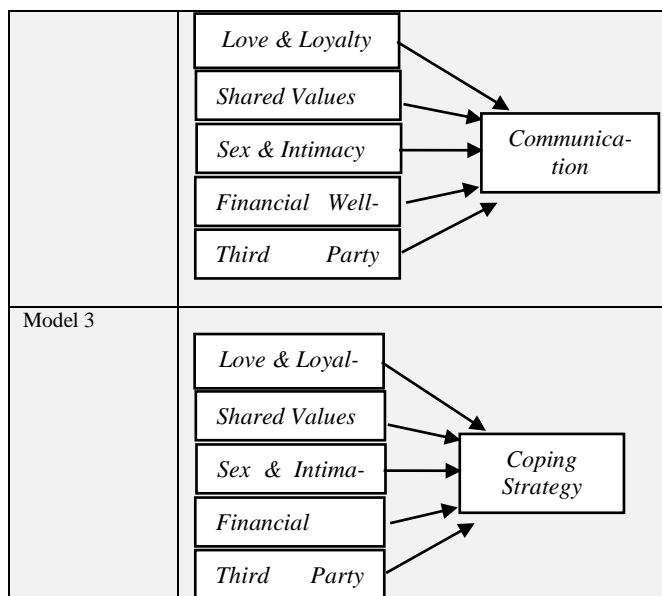 Love & Loyalty
Shared Values
Sex & Intimacy
Financial Well-
Third Party
Communica-
tion
Model 3
Love & Loyal-
Shared Values
Sex & Intima-
Financial
Third Party
Coping
Strategy